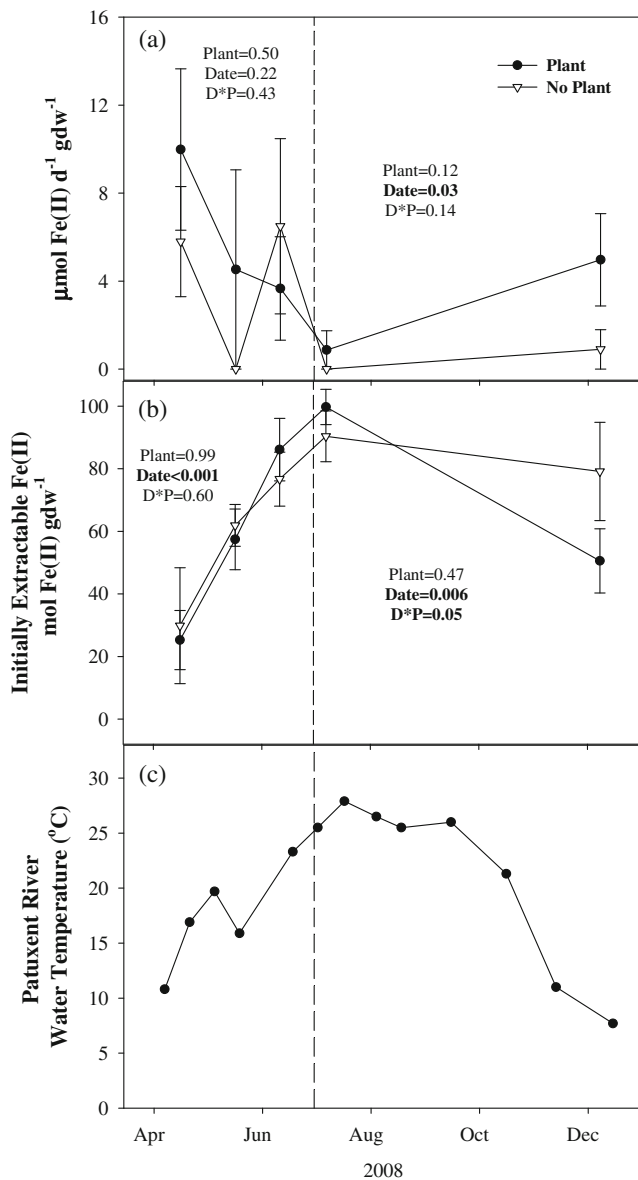 16
12
8
4
0
(a)
Plant=0.50
Date=0.22
D*P=0.43
Plant
No Plant
Plant=0.12
Date=0.03
D*P=0.14
μmol Fe(II) d⁻¹ gdw⁻¹
100
80
60
40
20
0
(b)
Plant=0.99
Date<0.001
D*P=0.60
Plant=0.47
Date=0.006
D*P=0.05
Initially Extractable Fe(II)
mol Fe(II) gdw⁻¹
30
25
20
15
10
5
0
(c)
Patuxent River
Water Temperature (°C)
Apr
Jun
Aug
Oct
Dec
2008